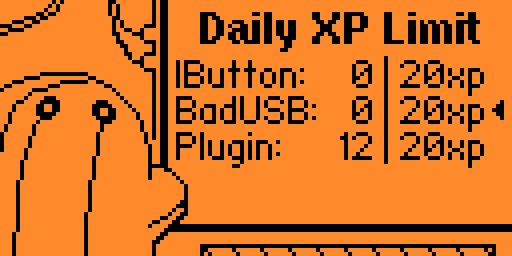 Daily XP Limit
IButton: 0 | 20xp
BadUSB: 0 | 20xp
Plugin: 12 | 20xp